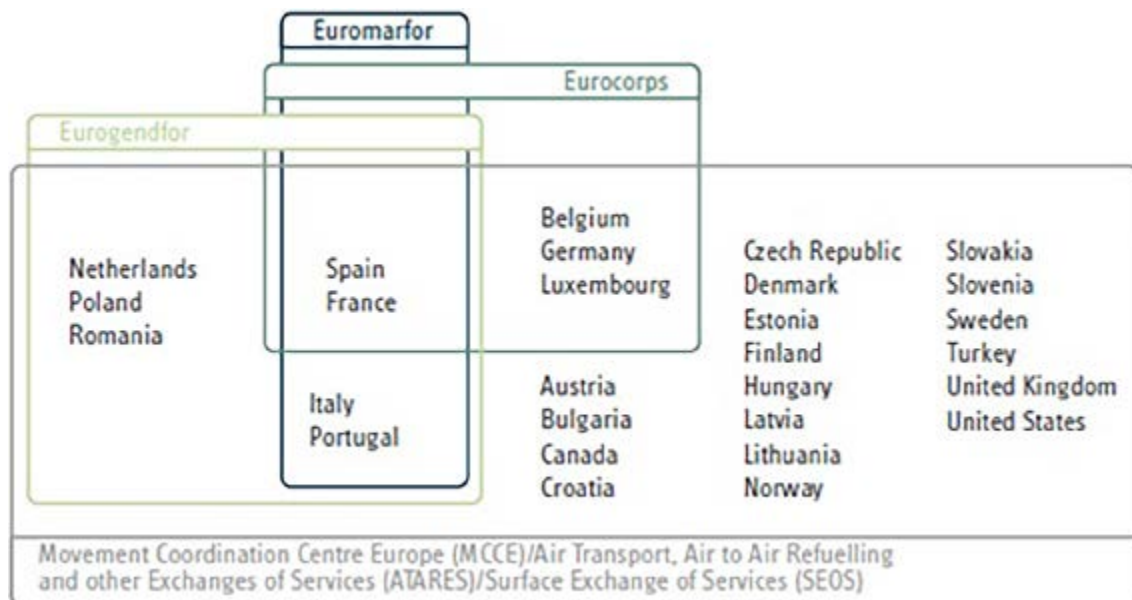 Euromarfor
Eurocorps
Eurogendfor
Netherlands
Poland
Romania
Spain
France
Italy
Portugal
Belgium
Germany
Luxembourg
Austria
Bulgaria
Canada
Croatia
Czech Republic
Denmark
Estonia
Finland
Hungary
Latvia
Lithuania
Norway
Slovakia
Slovenia
Sweden
Turkey
United Kingdom
United States
Movement Coordination Centre Europe (MCCE)/Air Transport, Air to Air Refuelling
and other Exchanges of Services (ATARES)/Surface Exchange of Services (SEOS)